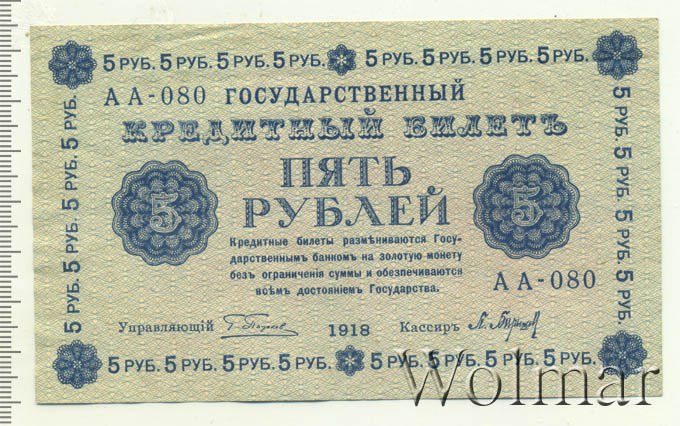 5 РУБ. 5 РУБ. 5 РУБ. 5 РУБ. 5 РУБ. 5 РУБ. 5 РУБ. 5 РУБ.
АА-080 ГОСУДАРСТВЕННЫЙ
КРЕДИТНЫЙ БИЛЕТЪ
5 ПЯТЬ 5
РУБЛЕЙ
Кредитные билеты размѣниваются Госу-
дарственнымъ банкомъ на золотую монету
безъ ограниченія суммы и обезпечиваются
всѣмъ достояніемъ Государства.
АА-080
Управляющій
1918
Кассиръ
5 РУБ. 5 РУБ. 5 РУБ. 5 РУБ. 5 РУБ. 5 РУБ. 5 РУБ. 5 РУБ.
5 РУБ. 5 РУБ. 5 РУБ. 5 РУБ. 5 РУБ.
5 РУБ. 5 РУБ. 5 РУБ. 5 РУБ. 5 РУБ.
Wolmar